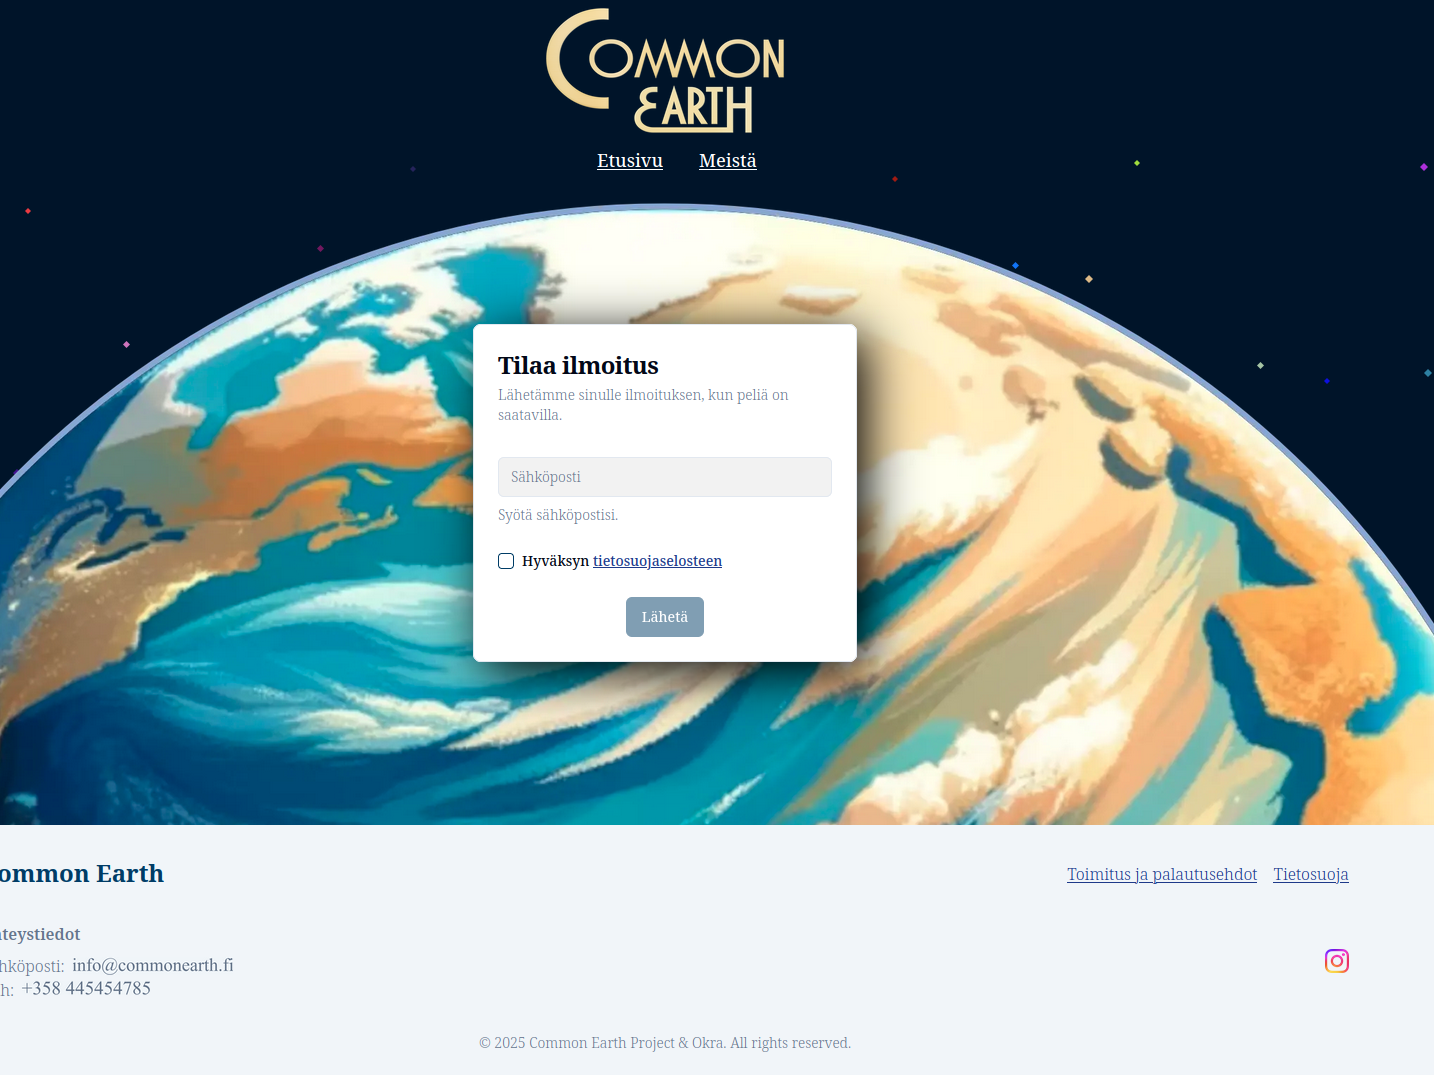 COMMON
EARTH
Etusivu Meistä
Tilaa ilmoitus
Lähetämme sinulle ilmoituksen, kun peliä on
saatavilla.
Sähköposti
Syötä sähköpostisi.
Hyväksyn tietosuojaselosteen
Lähetä
ommon Earth
Toimitus ja palautusehdot Tietosuoja
teystiedot
hköposti: info@commonearth.fi
h: +358 445454785
© 2025 Common Earth Project & Okra. All rights reserved.